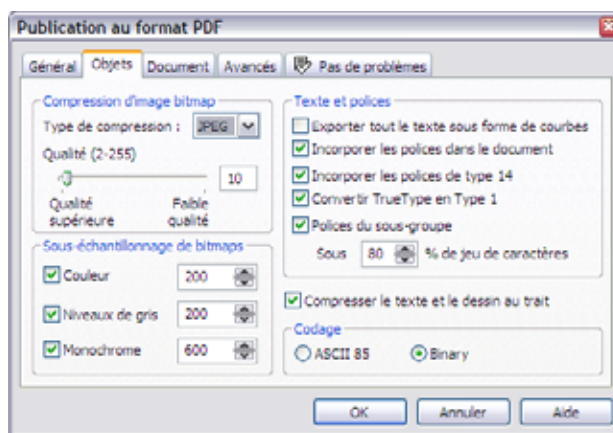 Publication au format PDF
Général Objets Document Avancés Pas de problèmes
Compression d'image bitmap
Type de compression : JPEG
Qualité (2-255)
10
Qualité supérieure Faible qualité
Sous-échantillonnage de bitmaps
Couleur 200
Niveaux de gris 200
Monochrome 600
Texte et polices
Exporter tout le texte sous forme de courbes
Incorporer les polices dans le document
Incorporer les polices de type 14
Convertir TrueType en Type 1
Polices du sous-groupe
Sous 80 % de jeu de caractères
Compresser le texte et le dessin au trait
Codage
ASCII 85 Binary
OK Annuler Aide